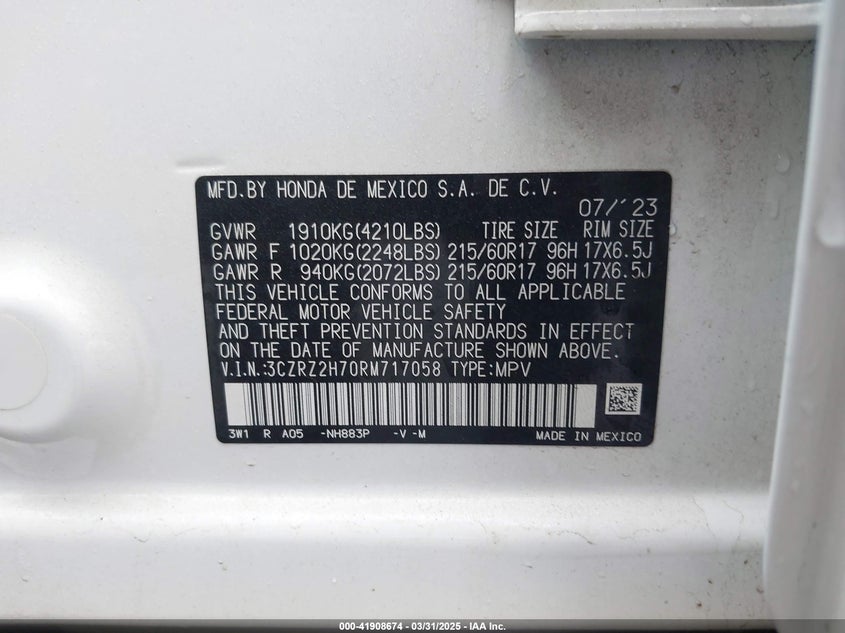 MFD.BY HONDA DE MEXICO S.A. DE C.V.
07/'23
GVWR 1910KG(4210LBS) TIRE SIZE RIM SIZE
GAWR F 1020KG(2248LBS) 215/60R17 96H 17X6.5J
GAWR R 940KG(2072LBS) 215/60R17 96H 17X6.5J
THIS VEHICLE CONFORMS TO ALL APPLICABLE
FEDERAL MOTOR VEHICLE SAFETY
AND THEFT PREVENTION STANDARDS IN EFFECT
ON THE DATE OF MANUFACTURE SHOWN ABOVE.
V.I.N.:3CZRZ2H70RM717058 TYPE:MPV
3W1 R A05 -NH883P -V -M MADE IN MEXICO
000-41908674 — 03/31/2025 - IAA Inc.